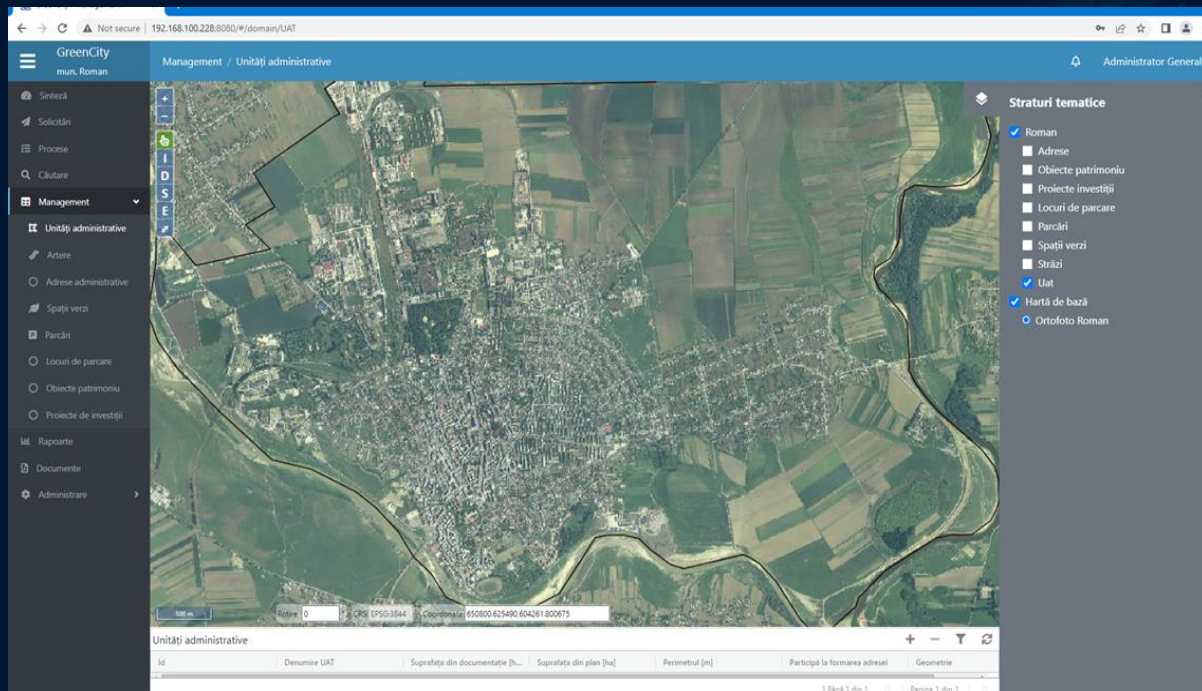 Not secure | 192.168.100.228:8080/#/domain/UAT
GreenCity
mun. Roman
Management / Unități administrative
Administrator General
Sinteză
Solicitări
Procese
Căutare
Management
Unități administrative
Artere
Adrese administrative
Spații verzi
Parcări
Locuri de parcare
Obiecte patrimoniu
Proiecte de investiții
Rapoarte
Documente
Administrare
+
−
I
D
S
E
Straturi tematice
Roman
Adrese
Obiecte patrimoniu
Proiecte investiții
Locuri de parcare
Parcări
Spații verzi
Străzi
Uat
Hartă de bază
Ortofoto Roman
500 m
Rotire 0 ° CRS: EPSG:3844 Coordonate 650800.625490,604261.800675
Unități administrative
Id Denumire UAT Suprafața din documentație [h... Suprafața din plan [ha] Perimetrul [m] Participă la formarea adresei Geometrie
1 Până 1 din 1 Pagina 1 din 1